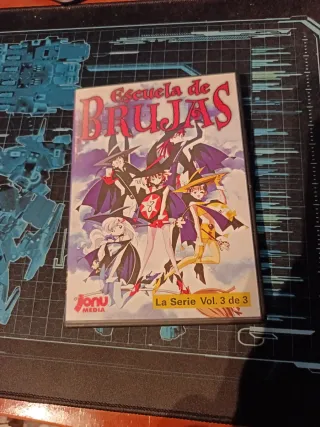 Escuela de
BRUJAS
Jonu
MEDIA
La Serie Vol. 3 de 3